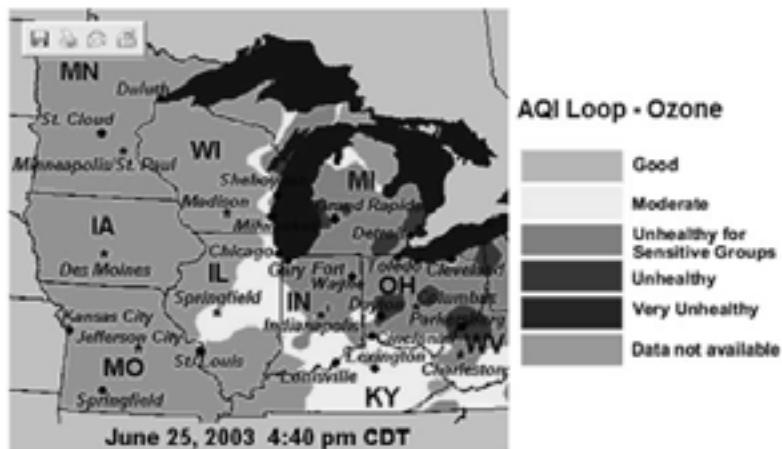 MN
Duluth
St. Cloud
Minneapolis St. Paul
WI
Sheboygan
MI
Madison
Grand Rapids
IA
Detroit
Chicago
Des Moines
IL
Gary Fort
Wayne
Toledo
Cleveland
Springfield
IN
OH
Columbus
Dayton
Kansas City
Indianapolis
Parkersburg
Jefferson City
WV
MO
St. Louis
Lexington
Charleston
Louisville
Springfield
KY
June 25, 2003 4:40 pm CDT
AQI Loop - Ozone
Good
Moderate
Unhealthy for
Sensitive Groups
Unhealthy
Very Unhealthy
Data not available